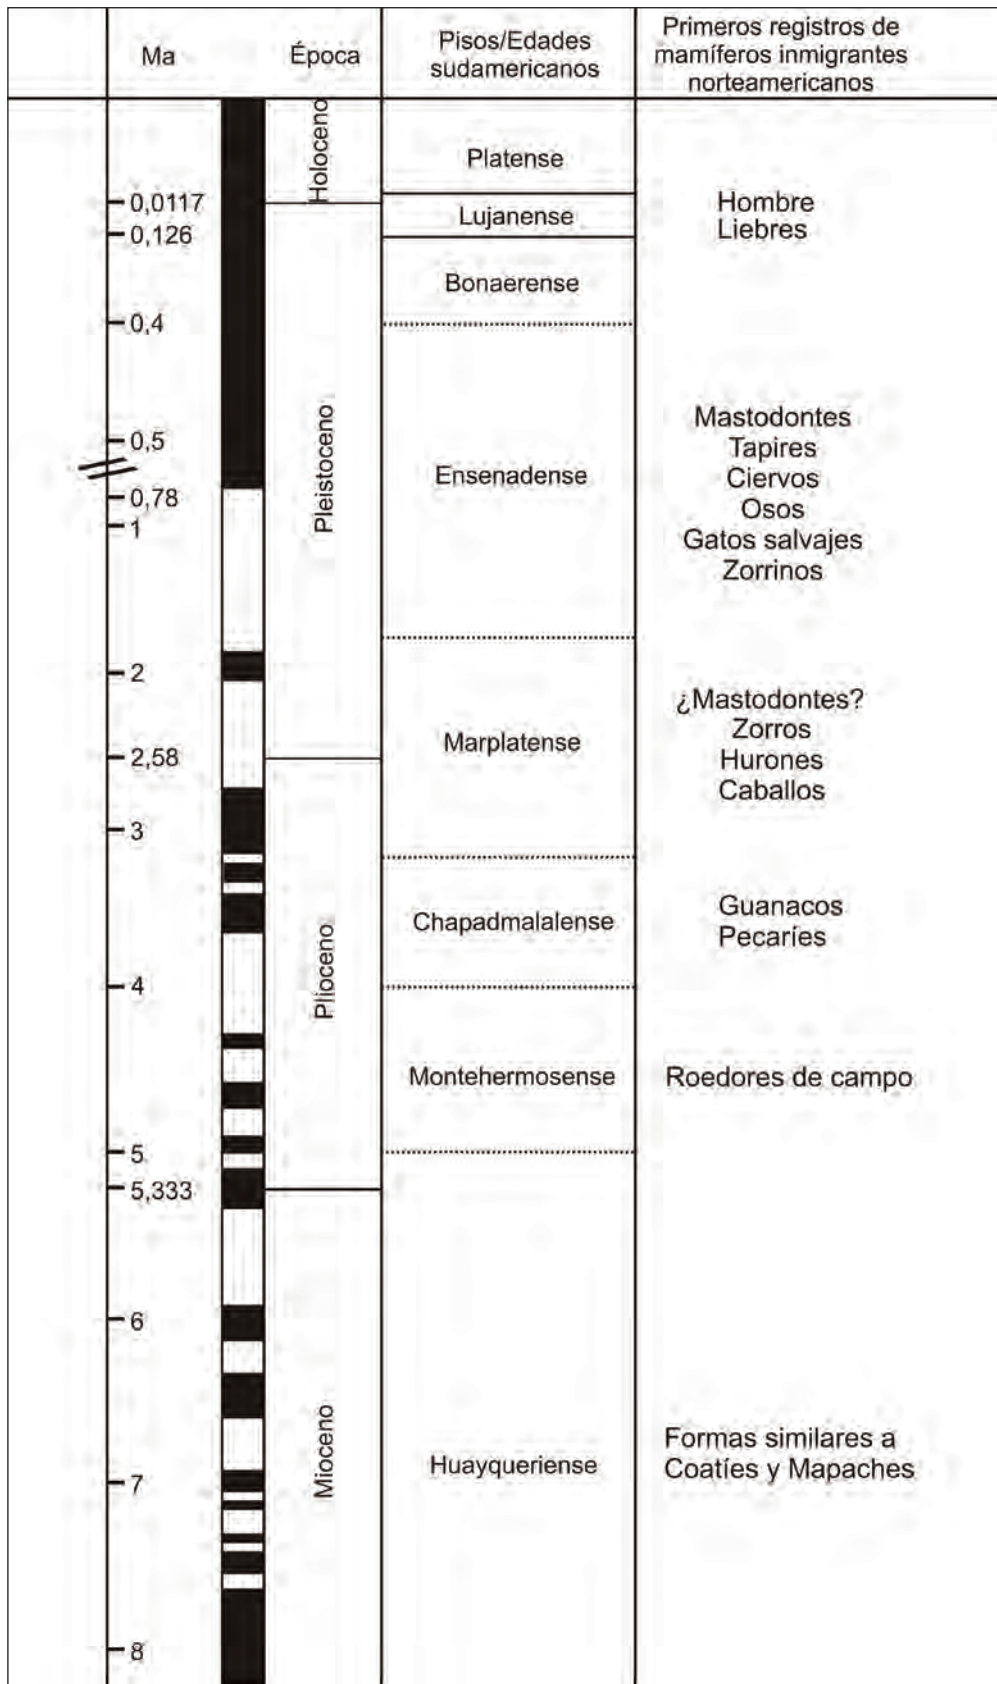 Ma
Época
Pisos/Edades
sudamericanos
Primeros registros de
mamíferos inmigrantes
norteamericanos
Holoceno
Platense
0,0117
Lujanense
Hombre
0,126
Liebres
Bonaerense
0,4
Pleistoceno
Mastodontes
0,5
Tapires
Ensenadense
Ciervos
0,78
Osos
1
Gatos salvajes
Zorrinos
2
¿Mastodontes?
Zorros
Marplatense
2,58
Hurones
Caballos
3
Plioceno
Chapadmalalense
Guanacos
Pecaríes
4
Montehermosense
Roedores de campo
5
5,333
6
Mioceno
Formas similares a
Huayqueriense
Coatíes y Mapaches
7
8